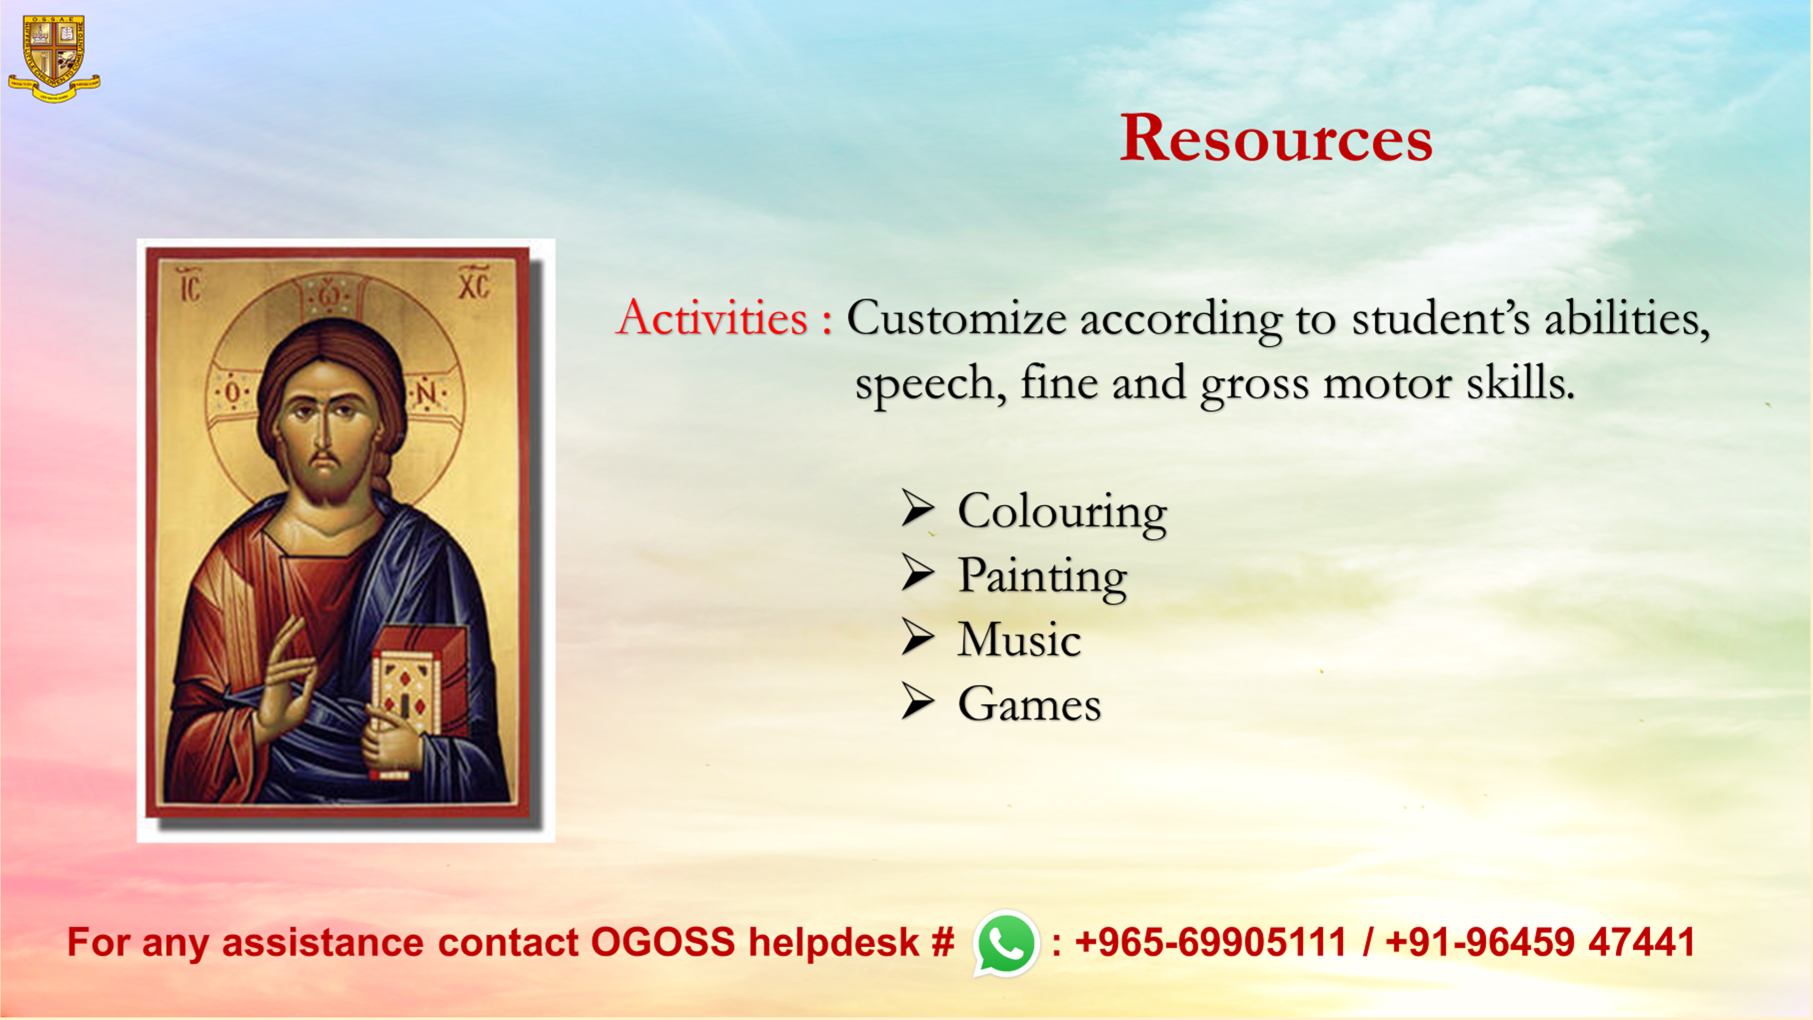 OSSAE
Resources
IC XC
ὤ
Ο Ν
Activities : Customize according to student’s abilities,
speech, fine and gross motor skills.
➢ Colouring
➢ Painting
➢ Music
➢ Games
For any assistance contact OGOSS helpdesk # : +965-69905111 / +91-96459 47441